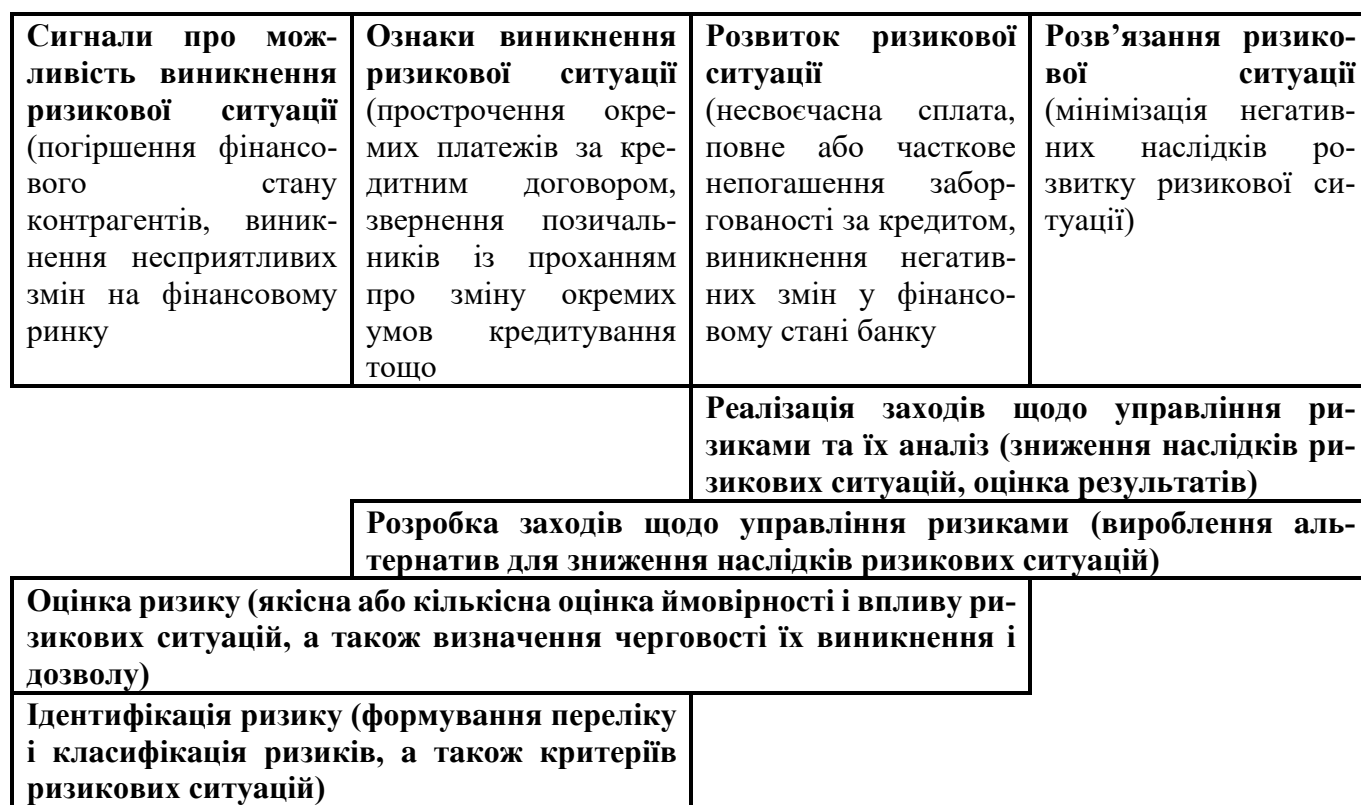 Сигнали про мож-
ливість виникнення
ризикової ситуації
(погіршення фінансо-
вого стану
контрагентів, виник-
нення несприятливих
змін на фінансовому
ринку
Ознаки виникнення
ризикової ситуації
(прострочення окре-
мих платежів за кре-
дитним договором,
звернення позичаль-
ників із проханням
про зміну окремих
умов кредитування
тощо
Розвиток ризикової
ситуації
(несвоєчасна сплата,
повне або часткове
непогашення забор-
гованості за кредитом,
виникнення негатив-
них змін у фінансо-
вому стані банку
Розв'язання ризико-
вої ситуації
(мінімізація негатив-
них наслідків ро-
звитку ризикової си-
туації)
Реалізація заходів щодо управління ри-
зиками та їх аналіз (зниження наслідків ри-
зикових ситуацій, оцінка результатів)
Розробка заходів щодо управління ризиками (вироблення аль-
тернатив для зниження наслідків ризикових ситуацій)
Оцінка ризику (якісна або кількісна оцінка ймовірності і впливу ри-
зикових ситуацій, а також визначення черговості їх виникнення і
дозволу)
Ідентифікація ризику (формування переліку
і класифікація ризиків, а також критеріїв
ризикових ситуацій)